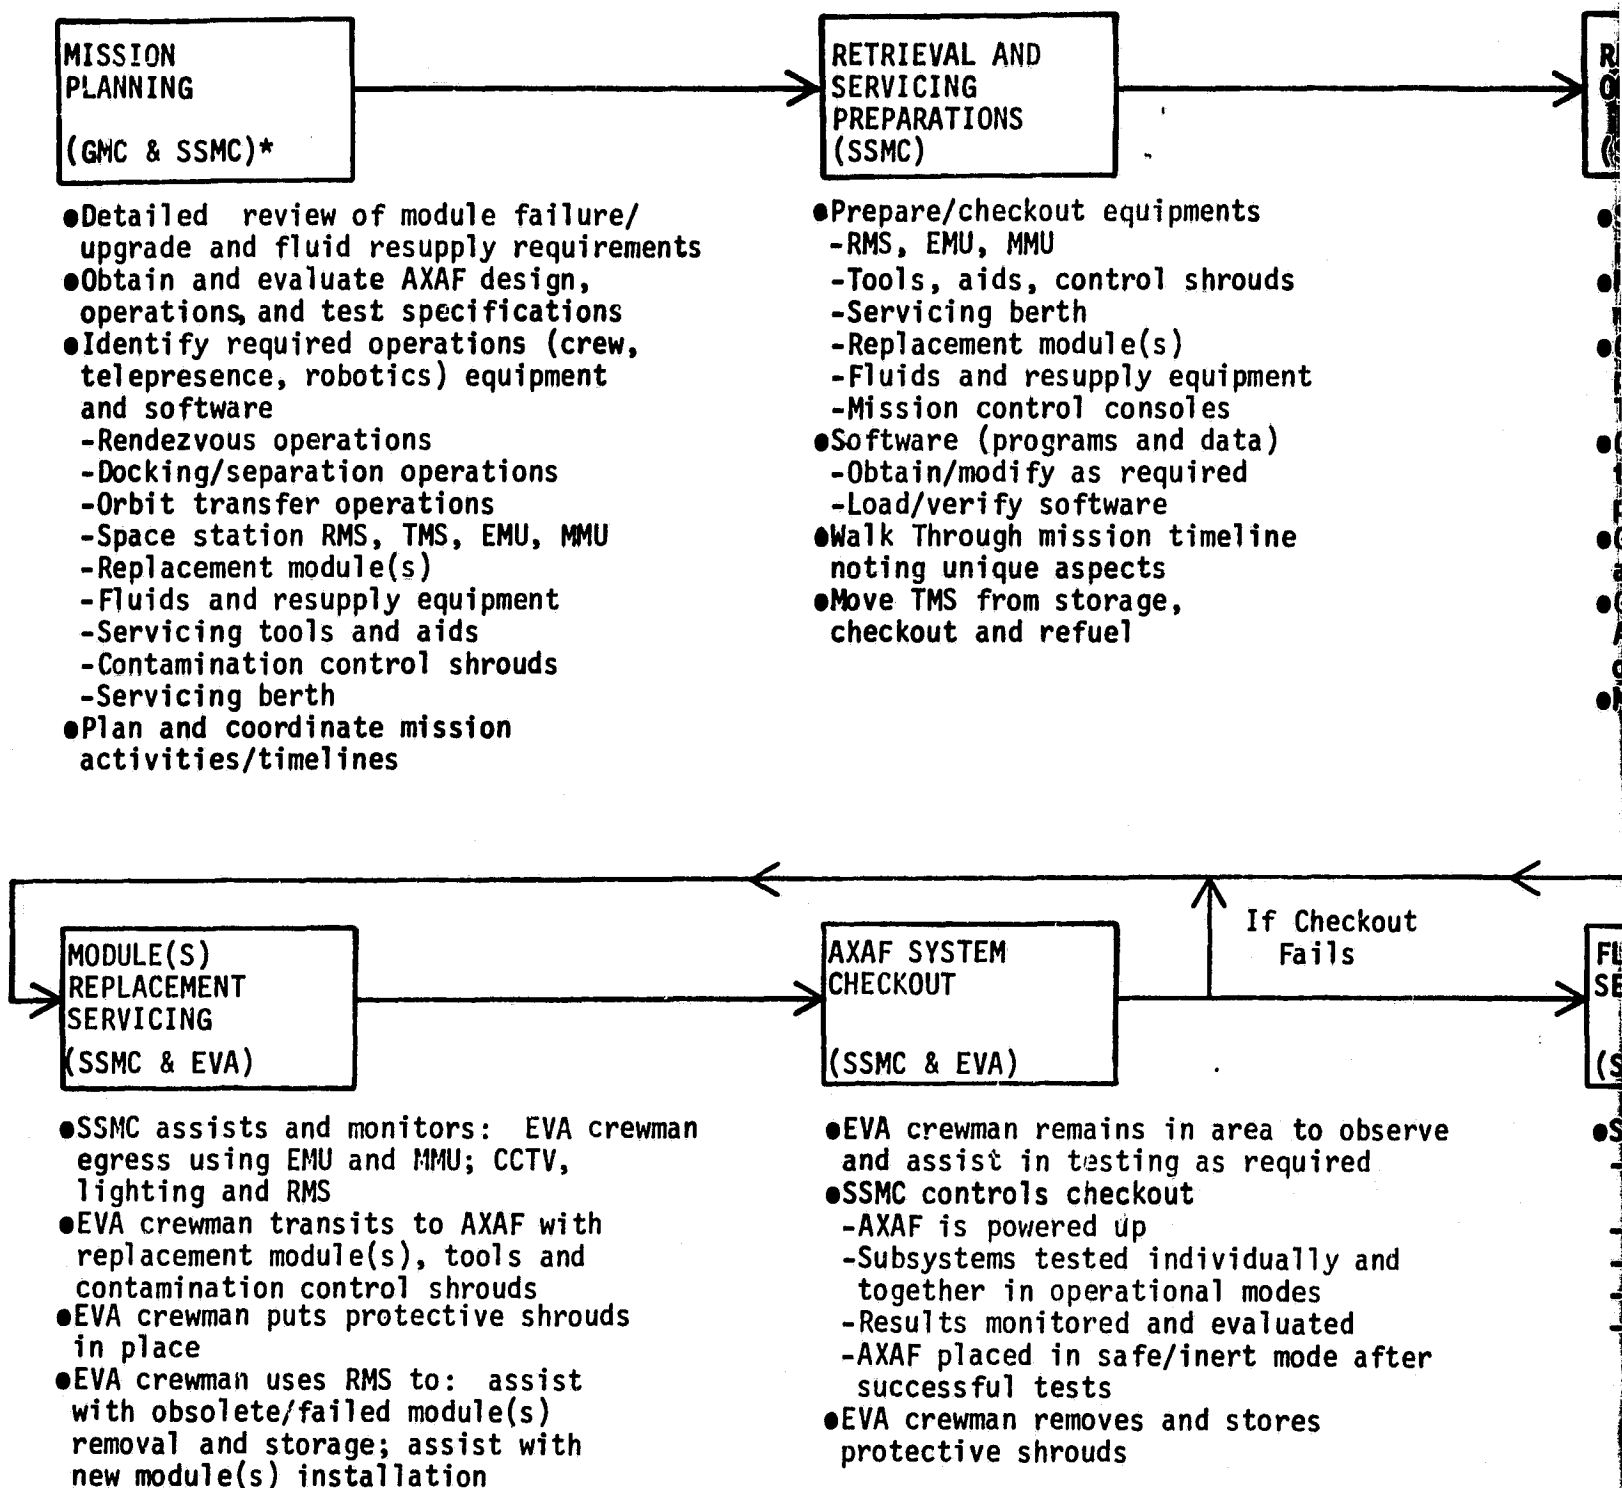 MISSION
PLANNING
(GMC & SSMC)*
●Detailed review of module failure/
upgrade and fluid resupply requirements
●Obtain and evaluate AXAF design,
operations, and test specifications
●Identify required operations (crew,
telepresence, robotics) equipment
and software
-Rendezvous operations
-Docking/separation operations
-Orbit transfer operations
-Space station RMS, TMS, EMU, MMU
-Replacement module(s)
-Fluids and resupply equipment
-Servicing tools and aids
-Contamination control shrouds
-Servicing berth
●Plan and coordinate mission
activities/timelines
RETRIEVAL AND
SERVICING
PREPARATIONS
(SSMC)
●Prepare/checkout equipments
-RMS, EMU, MMU
-Tools, aids, control shrouds
-Servicing berth
-Replacement module(s)
-Fluids and resupply equipment
-Mission control consoles
●Software (programs and data)
-Obtain/modify as required
-Load/verify software
●Walk Through mission timeline
noting unique aspects
●Move TMS from storage,
checkout and refuel
If Checkout
Fails
MODULE(S)
REPLACEMENT
SERVICING
(SSMC & EVA)
●SSMC assists and monitors: EVA crewman
egress using EMU and MMU; CCTV,
lighting and RMS
●EVA crewman transits to AXAF with
replacement module(s), tools and
contamination control shrouds
●EVA crewman puts protective shrouds
in place
●EVA crewman uses RMS to: assist
with obsolete/failed module(s)
removal and storage; assist with
new module(s) installation
AXAF SYSTEM
CHECKOUT
(SSMC & EVA)
●EVA crewman remains in area to observe
and assist in testing as required
●SSMC controls checkout
-AXAF is powered up
-Subsystems tested individually and
together in operational modes
-Results monitored and evaluated
-AXAF placed in safe/inert mode after
successful tests
●EVA crewman removes and stores
protective shrouds
FL
SE